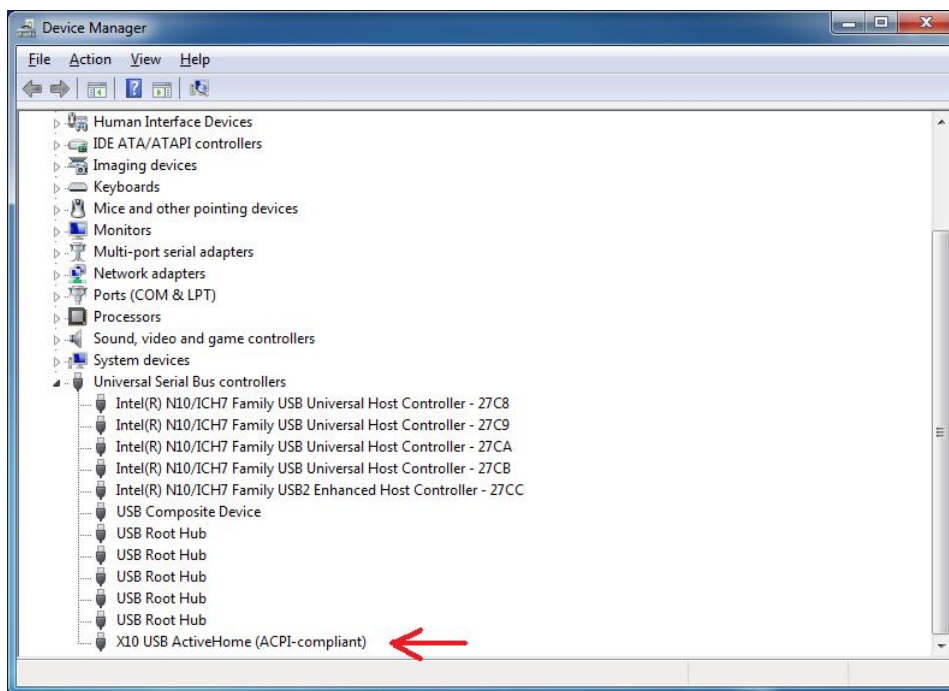 Device Manager
File Action View Help
Human Interface Devices
IDE ATA/ATAPI controllers
Imaging devices
Keyboards
Mice and other pointing devices
Monitors
Multi-port serial adapters
Network adapters
Ports (COM & LPT)
Processors
Sound, video and game controllers
System devices
Universal Serial Bus controllers
Intel(R) N10/ICH7 Family USB Universal Host Controller - 27C8
Intel(R) N10/ICH7 Family USB Universal Host Controller - 27C9
Intel(R) N10/ICH7 Family USB Universal Host Controller - 27CA
Intel(R) N10/ICH7 Family USB Universal Host Controller - 27CB
Intel(R) N10/ICH7 Family USB2 Enhanced Host Controller - 27CC
USB Composite Device
USB Root Hub
USB Root Hub
USB Root Hub
USB Root Hub
USB Root Hub
X10 USB ActiveHome (ACPI-compliant)